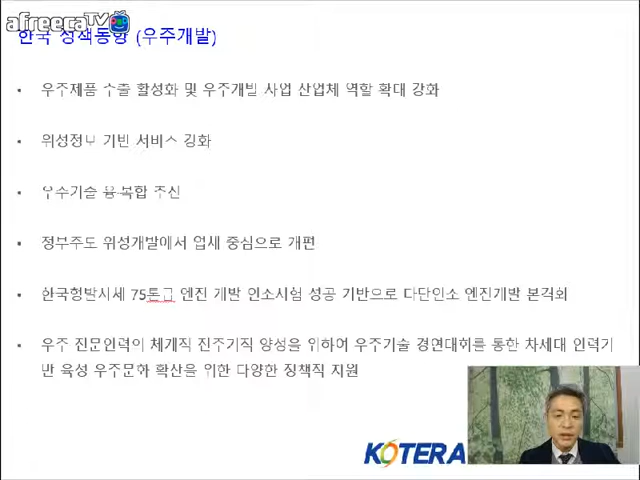 afreecaTV
한국 정책동향 (우주개발)
• 우주제품 수출 활성화 및 우주개발 사업 산업체 역할 확대 강화
• 위성정보 기반 서비스 강화
• 우주기술 융·복합 추진
• 정부주도 위성개발에서 업체 중심으로 개편
• 한국형발사체 75톤급 엔진 개발 연소시험 성공 기반으로 다단연소 엔진개발 본격화
• 우주 전문인력의 체계적 전주기적 양성을 위하여 우주기술 경연대회를 통한 차세대 인력기
반 육성 우주문화 확산을 위한 다양한 정책적 지원
KOTERA